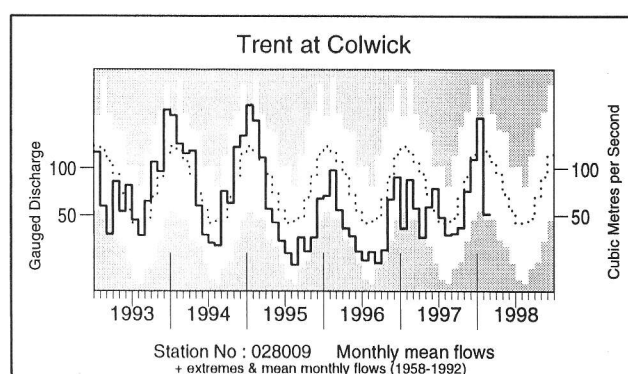 Trent at Colwick
Gauged Discharge
100
50
100
50
Cubic Metres per Second
1993 1994 1995 1996 1997 1998
Station No : 028009 Monthly mean flows
+ extremes & mean monthly flows (1958-1992)